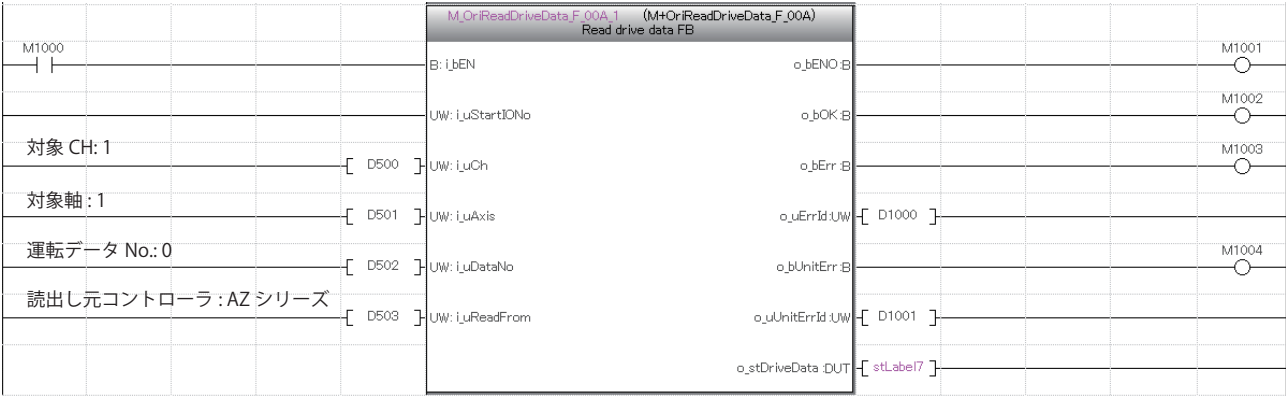 M_OriReadDriveData_F_00A_1 (M+OriReadDriveData_F_00A)
Read drive data FB
M1000
B: i_bEN
o_bENO :B
M1001
UW: i_uStartIONo
o_bOK :B
M1002
対象 CH: 1
D500
UW: i_uCh
o_bErr :B
M1003
対象軸 : 1
D501
UW: i_uAxis
o_uErrId :UW
D1000
運転データ No.: 0
D502
UW: i_uDataNo
o_bUnitErr :B
M1004
読出し元コントローラ : AZ シリーズ
D503
UW: i_uReadFrom
o_uUnitErrId :UW
D1001
o_stDriveData :DUT
stLabel7